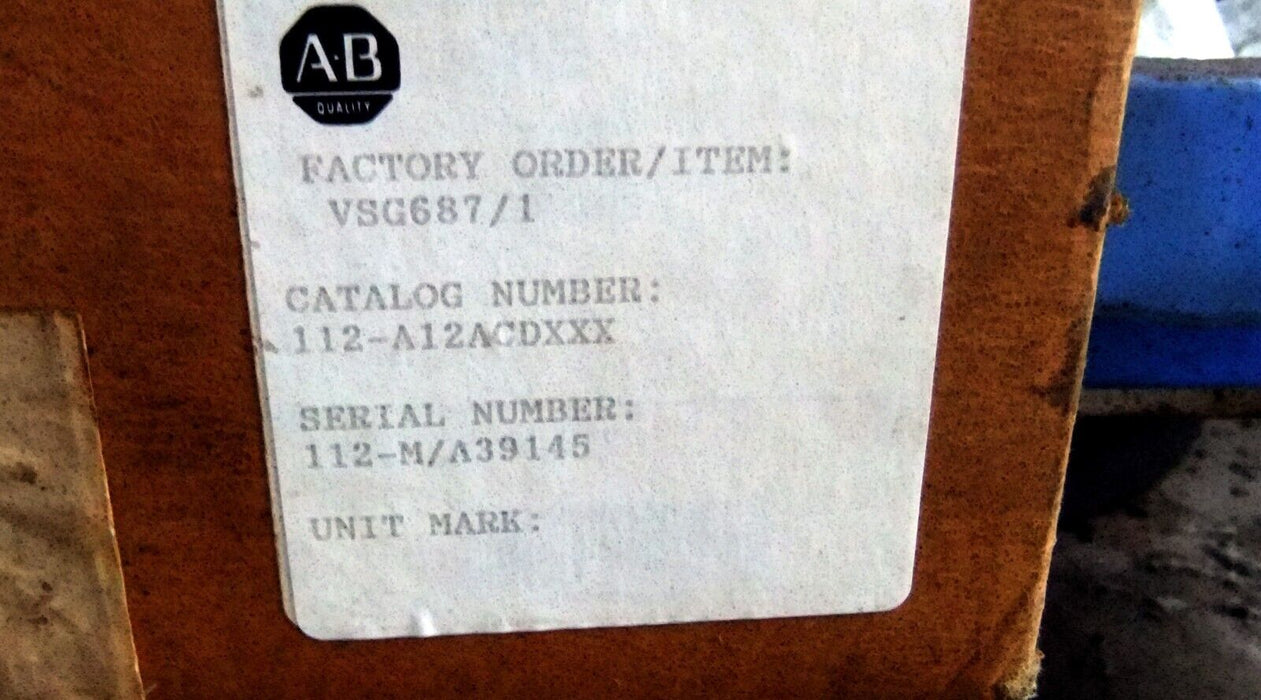 A·B
QUALITY
FACTORY ORDER/ITEM:
VSG687/1
CATALOG NUMBER:
112-A12ACDXXX
SERIAL NUMBER:
112-M/A39145
UNIT MARK: